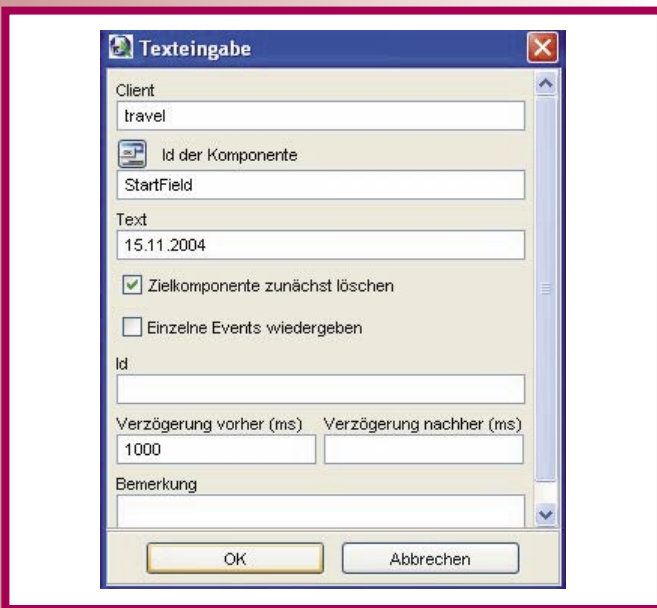 Texteingabe
Client
travel
Id der Komponente
StartField
Text
15.11.2004
Zielkomponente zunächst löschen
Einzelne Events wiedergeben
Id
Verzögerung vorher (ms) Verzögerung nachher (ms)
1000
Bemerkung
OK Abbrechen